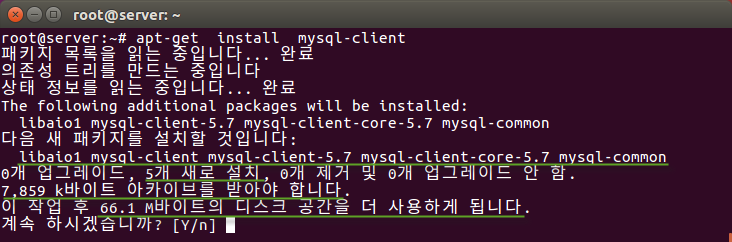 root@server: ~
root@server:~# apt-get  install  mysql-client
패키지 목록을 읽는 중입니다... 완료
의존성 트리를 만드는 중입니다
상태 정보를 읽는 중입니다... 완료
The following additional packages will be installed:
  libaio1 mysql-client-5.7 mysql-client-core-5.7 mysql-common
다음 새 패키지를 설치할 것입니다:
  libaio1 mysql-client mysql-client-5.7 mysql-client-core-5.7 mysql-common
0개 업그레이드, 5개 새로 설치, 0개 제거 및 0개 업그레이드 안 함.
7,859 k바이트 아카이브를 받아야 합니다.
이 작업 후 66.1 M바이트의 디스크 공간을 더 사용하게 됩니다.
계속 하시겠습니까? [Y/n]